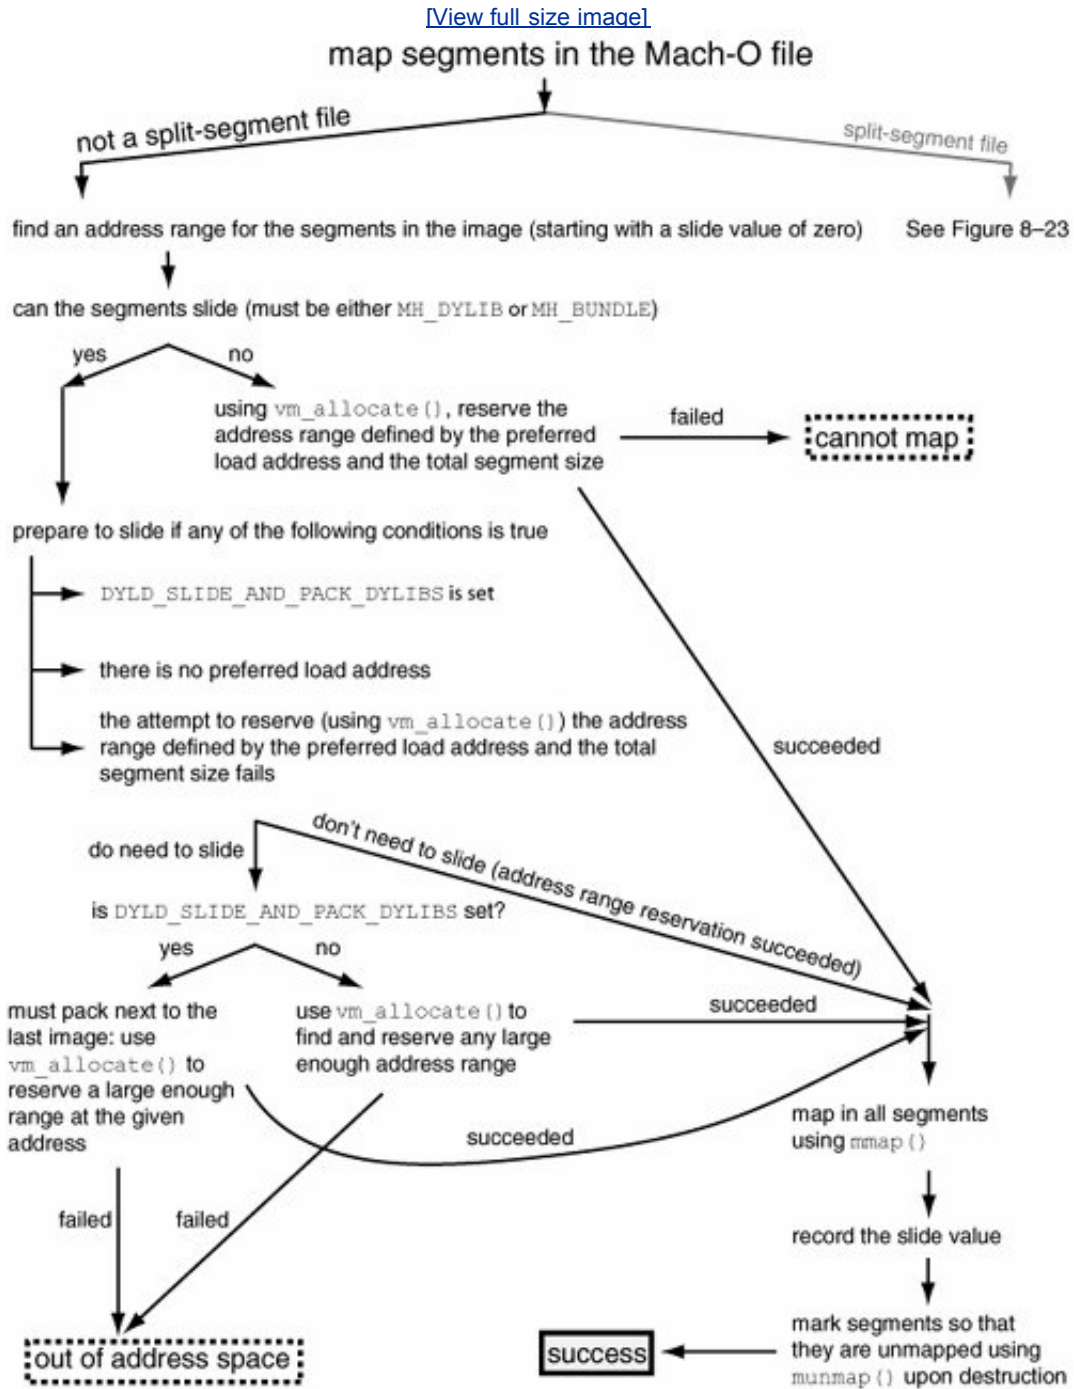 [View full size image]
map segments in the Mach-O file
not a split-segment file
split-segment file
find an address range for the segments in the image (starting with a slide value of zero)
See Figure 8–23
can the segments slide (must be either MH_DYLIB or MH_BUNDLE)
yes
no
using vm_allocate(), reserve the
address range defined by the preferred
load address and the total segment size
failed
cannot map
prepare to slide if any of the following conditions is true
DYLD_SLIDE_AND_PACK_DYLIBS is set
there is no preferred load address
the attempt to reserve (using vm_allocate()) the address
range defined by the preferred load address and the total
segment size fails
succeeded
do need to slide
don't need to slide (address range reservation succeeded)
is DYLD_SLIDE_AND_PACK_DYLIBS set?
yes
no
must pack next to the
last image: use
vm_allocate() to
reserve a large enough
range at the given
address
use vm_allocate() to
find and reserve any large
enough address range
succeeded
succeeded
map in all segments
using mmap()
failed
failed
record the slide value
mark segments so that
they are unmapped using
munmap() upon destruction
success
out of address space